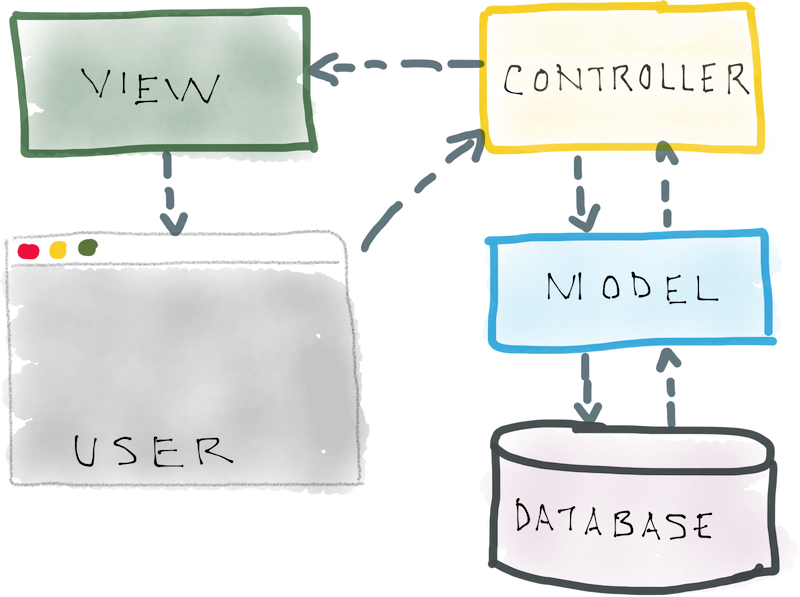 VIEW
CONTROLLER
MODEL
USER
DATABASE